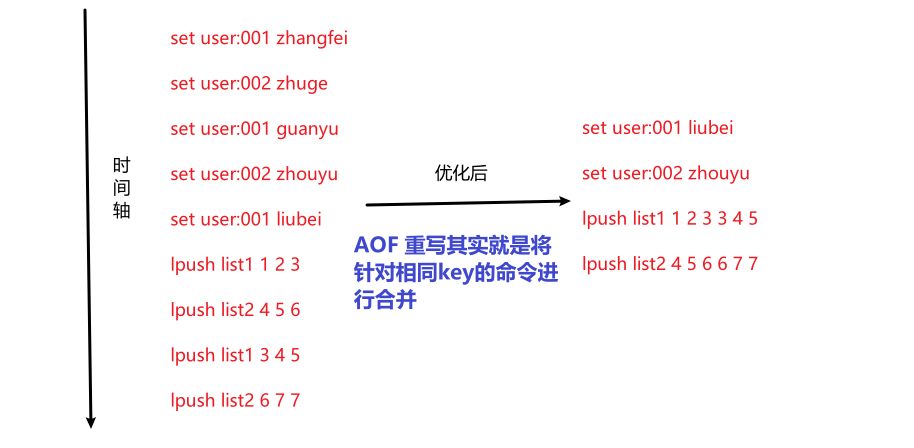 时间轴
set user:001 zhangfei
set user:002 zhuge
set user:001 guanyu
set user:002 zhouyu
set user:001 liubei
lpush list1 1 2 3
lpush list2 4 5 6
lpush list1 3 4 5
lpush list2 6 7 7
优化后
AOF 重写其实就是将
针对相同key的命令进
行合并
set user:001 liubei
set user:002 zhouyu
lpush list1 1 2 3 3 4 5
lpush list2 4 5 6 6 7 7